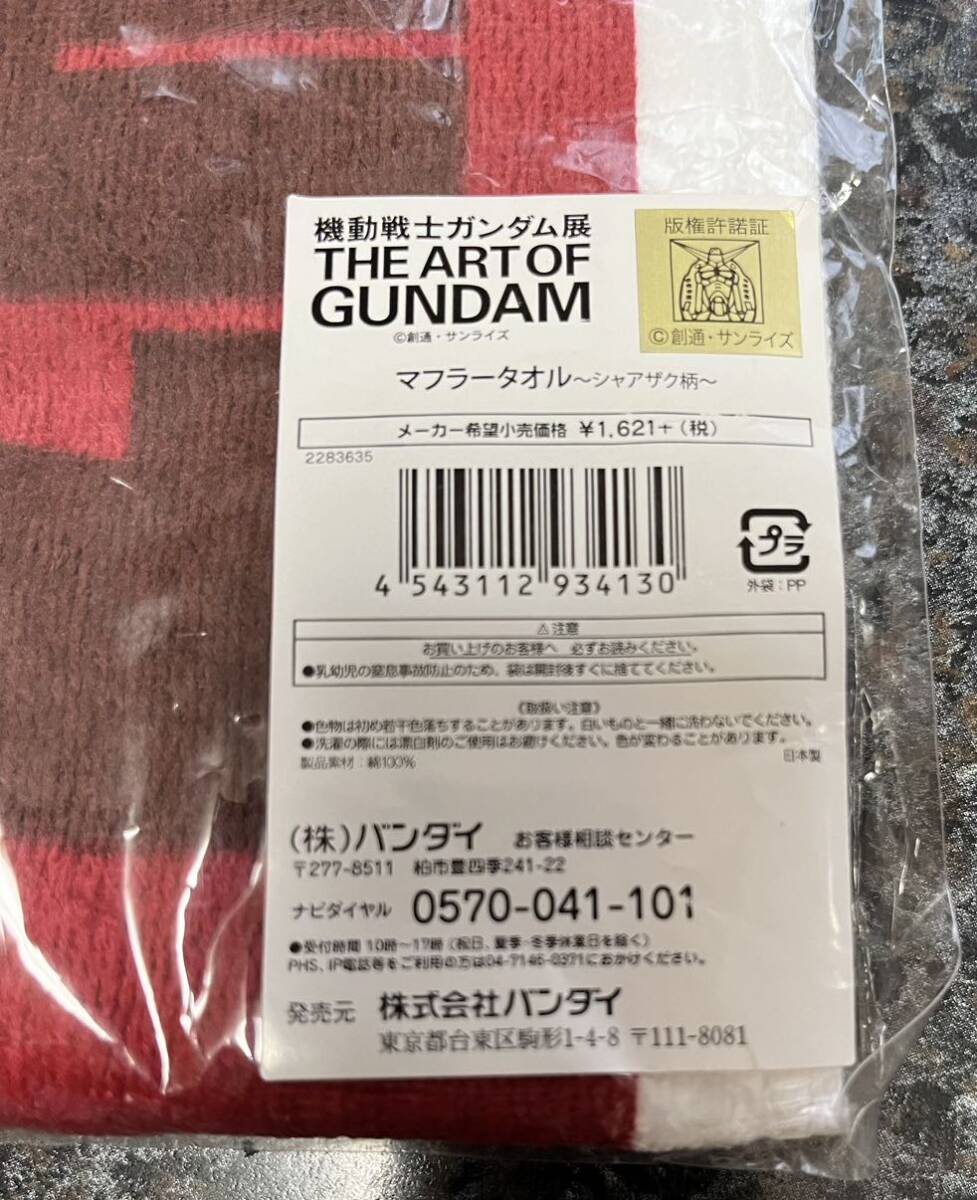 機動戦士ガンダム展
THE ART OF
GUNDAM
©創通・サンライズ
版権許諾証
©創通・サンライズ
マフラータオル〜シャアザク柄〜
メーカー希望小売価格 ¥1,621+(税)
2283635
4 543112 934130
プラ
外袋:PP
⚠注意
お買い上げのお客様へ 必ずお読みください。
●乳幼児の窒息事故防止のため、袋は開封後すぐに捨ててください。
《取扱い注意》
●色物は初め若干色落ちすることがあります。白いものと一緒に洗わないでください。
●洗濯の際には漂白剤のご使用はお避けください。色が変わることがあります。
製品素材:綿100%
日本製
(株)バンダイ お客様相談センター
〒277-8511 柏市豊四季241-22
ナビダイヤル 0570-041-101
●受付時間 10時〜17時(祝日、夏季・冬季休業日を除く)
PHS、IP電話等をご利用の方は04-7146-0371におかけください。
発売元 株式会社バンダイ
東京都台東区駒形1-4-8 〒111-8081